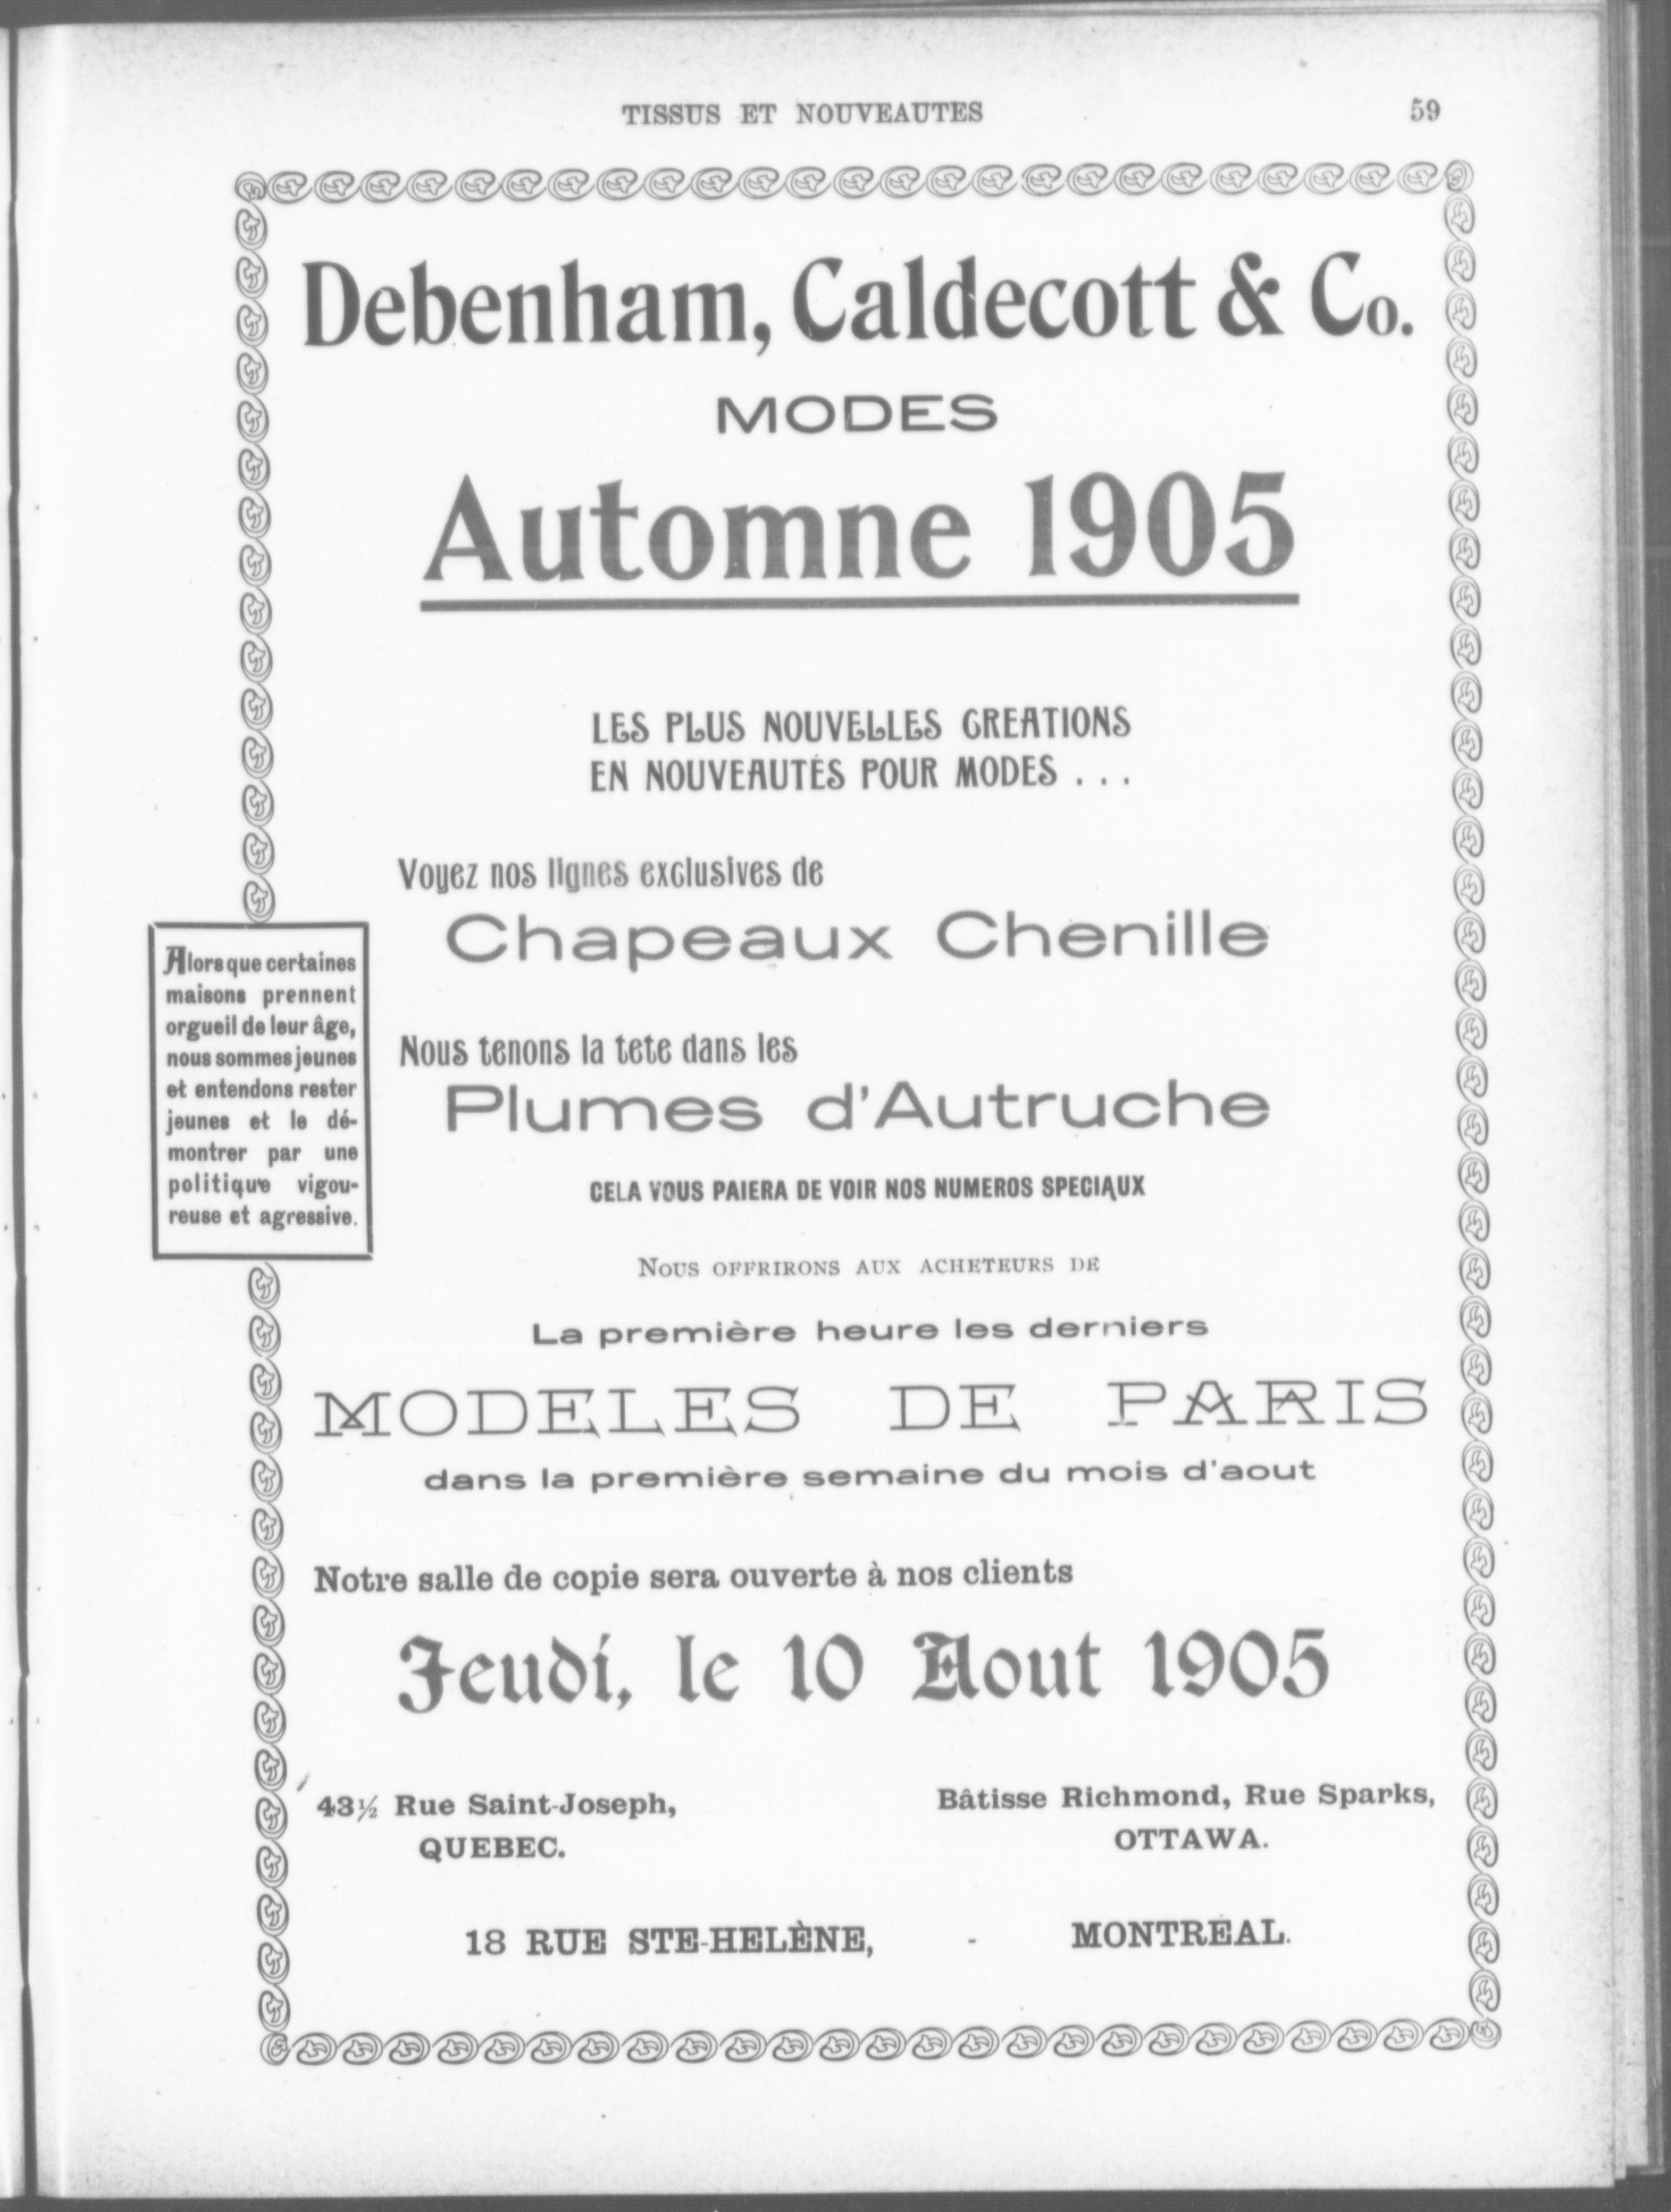 TISSUS ET NOUVEAUTES 59
Debenham, Caldecott & Co.
MODES
Automne 1905
LES PLUS NOUVELLES CREATIONS
EN NOUVEAUTÉS POUR MODES . . .
Voyez nos lignes exclusives de
Chapeaux Chenille
Alors que certaines
maisons prennent
orgueil de leur âge,
nous sommes jeunes
et entendons rester
jeunes et le dé-
montrer par une
politique vigou-
reuse et agressive.
Nous tenons la tete dans les
Plumes d'Autruche
CELA VOUS PAIERA DE VOIR NOS NUMEROS SPECIAUX
NOUS OFFRIRONS AUX ACHETEURS DE
La première heure les derniers
MODELES DE PARIS
dans la première semaine du mois d'aout
Notre salle de copie sera ouverte à nos clients
Jeudi, le 10 Aout 1905
43½ Rue Saint-Joseph,
QUEBEC.
Bâtisse Richmond, Rue Sparks,
OTTAWA.
18 RUE STE-HELÈNE, - MONTRÉAL.